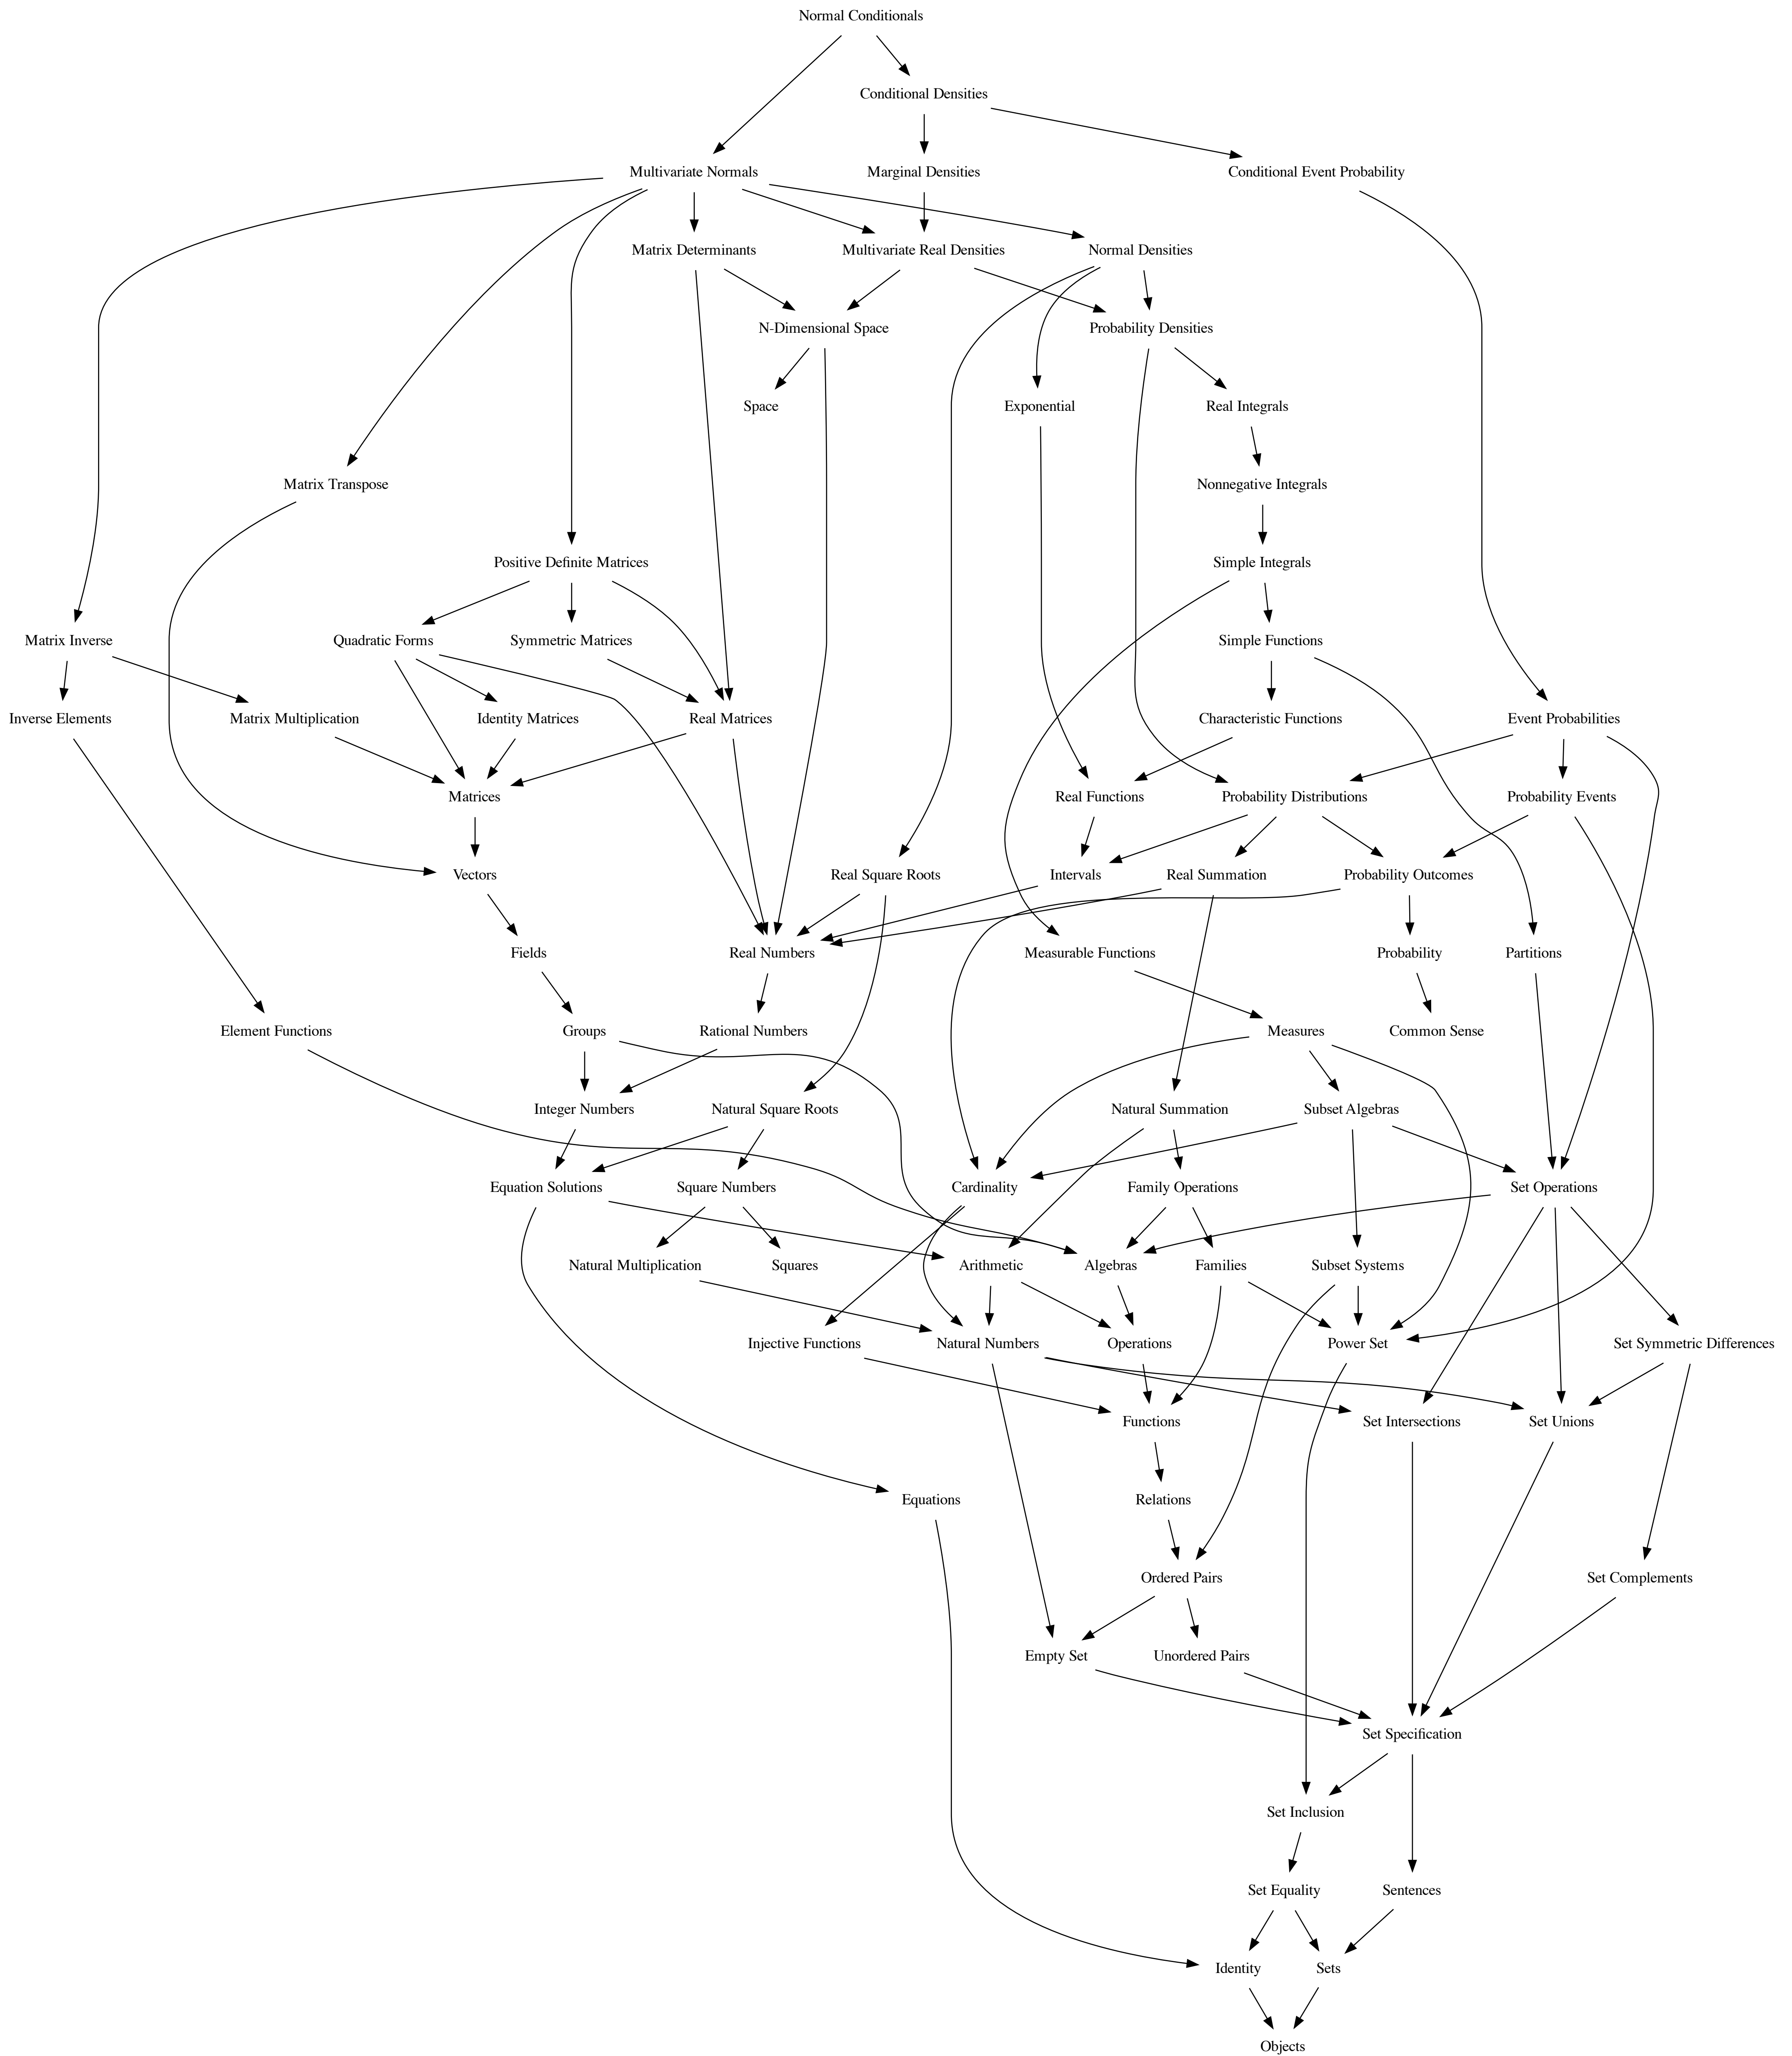 Normal Conditionals
Conditional Densities
Multivariate Normals
Marginal Densities
Conditional Event Probability
Matrix Determinants
Multivariate Real Densities
Normal Densities
N-Dimensional Space
Probability Densities
Space
Exponential
Real Integrals
Matrix Transpose
Nonnegative Integrals
Positive Definite Matrices
Simple Integrals
Matrix Inverse
Quadratic Forms
Symmetric Matrices
Simple Functions
Inverse Elements
Matrix Multiplication
Identity Matrices
Real Matrices
Characteristic Functions
Event Probabilities
Matrices
Real Functions
Probability Distributions
Probability Events
Vectors
Real Square Roots
Intervals
Real Summation
Probability Outcomes
Fields
Real Numbers
Measurable Functions
Probability
Partitions
Element Functions
Groups
Rational Numbers
Measures
Common Sense
Integer Numbers
Natural Square Roots
Natural Summation
Subset Algebras
Equation Solutions
Square Numbers
Cardinality
Family Operations
Set Operations
Natural Multiplication
Squares
Arithmetic
Algebras
Families
Subset Systems
Injective Functions
Natural Numbers
Operations
Power Set
Set Symmetric Differences
Functions
Set Intersections
Set Unions
Equations
Relations
Ordered Pairs
Set Complements
Empty Set
Unordered Pairs
Set Specification
Set Inclusion
Set Equality
Sentences
Identity
Sets
Objects